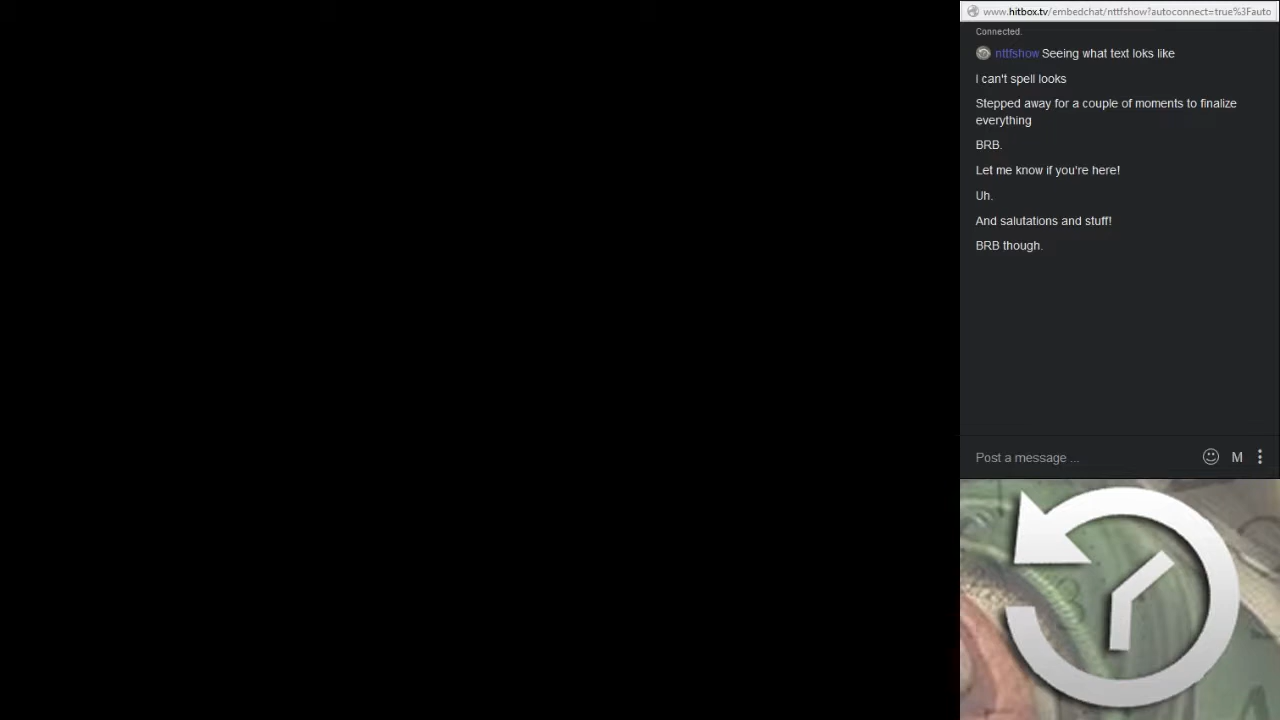 www.hitbox.tv/embedchat/nttfshow?autoconnect=true%3Fauto
Connected.
nttfshow Seeing what text loks like
I can't spell looks
Stepped away for a couple of moments to finalize
everything
BRB.
Let me know if you're here!
Uh.
And salutations and stuff!
BRB though.
Post a message ... M